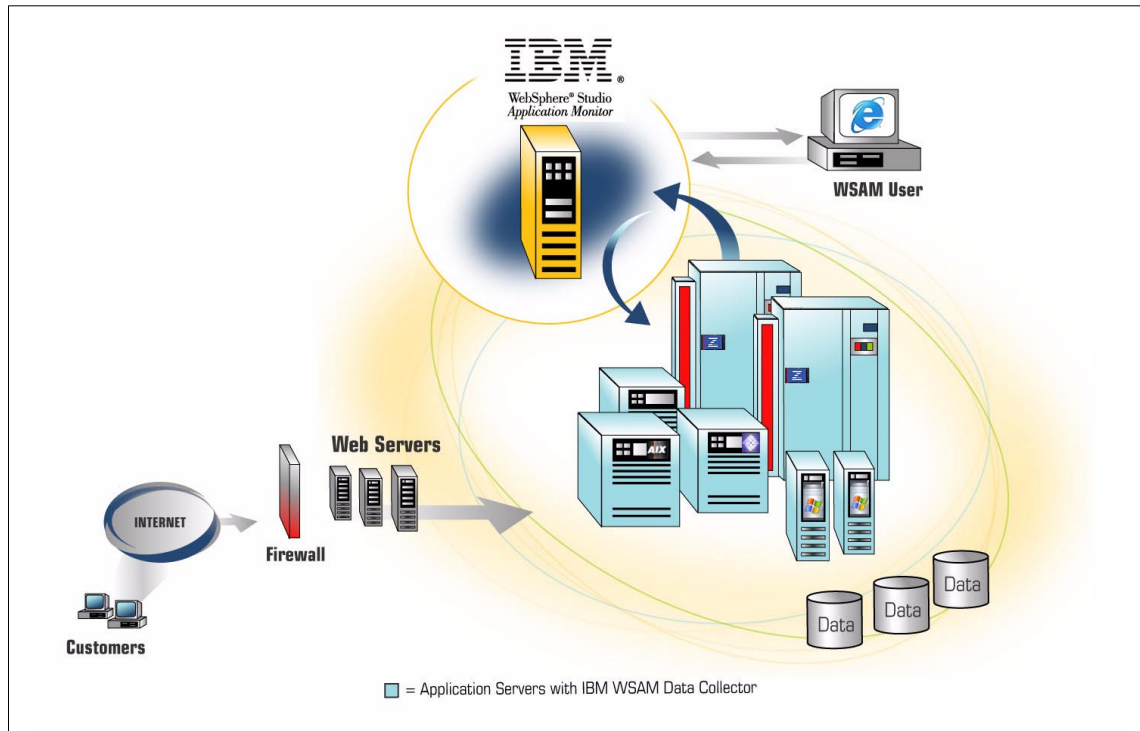 IBM®
WebSphere® Studio
Application Monitor
WSAM User
Z
Z
AIX
Web Servers
INTERNET
Firewall
Customers
Data
Data
Data
= Application Servers with IBM WSAM Data Collector